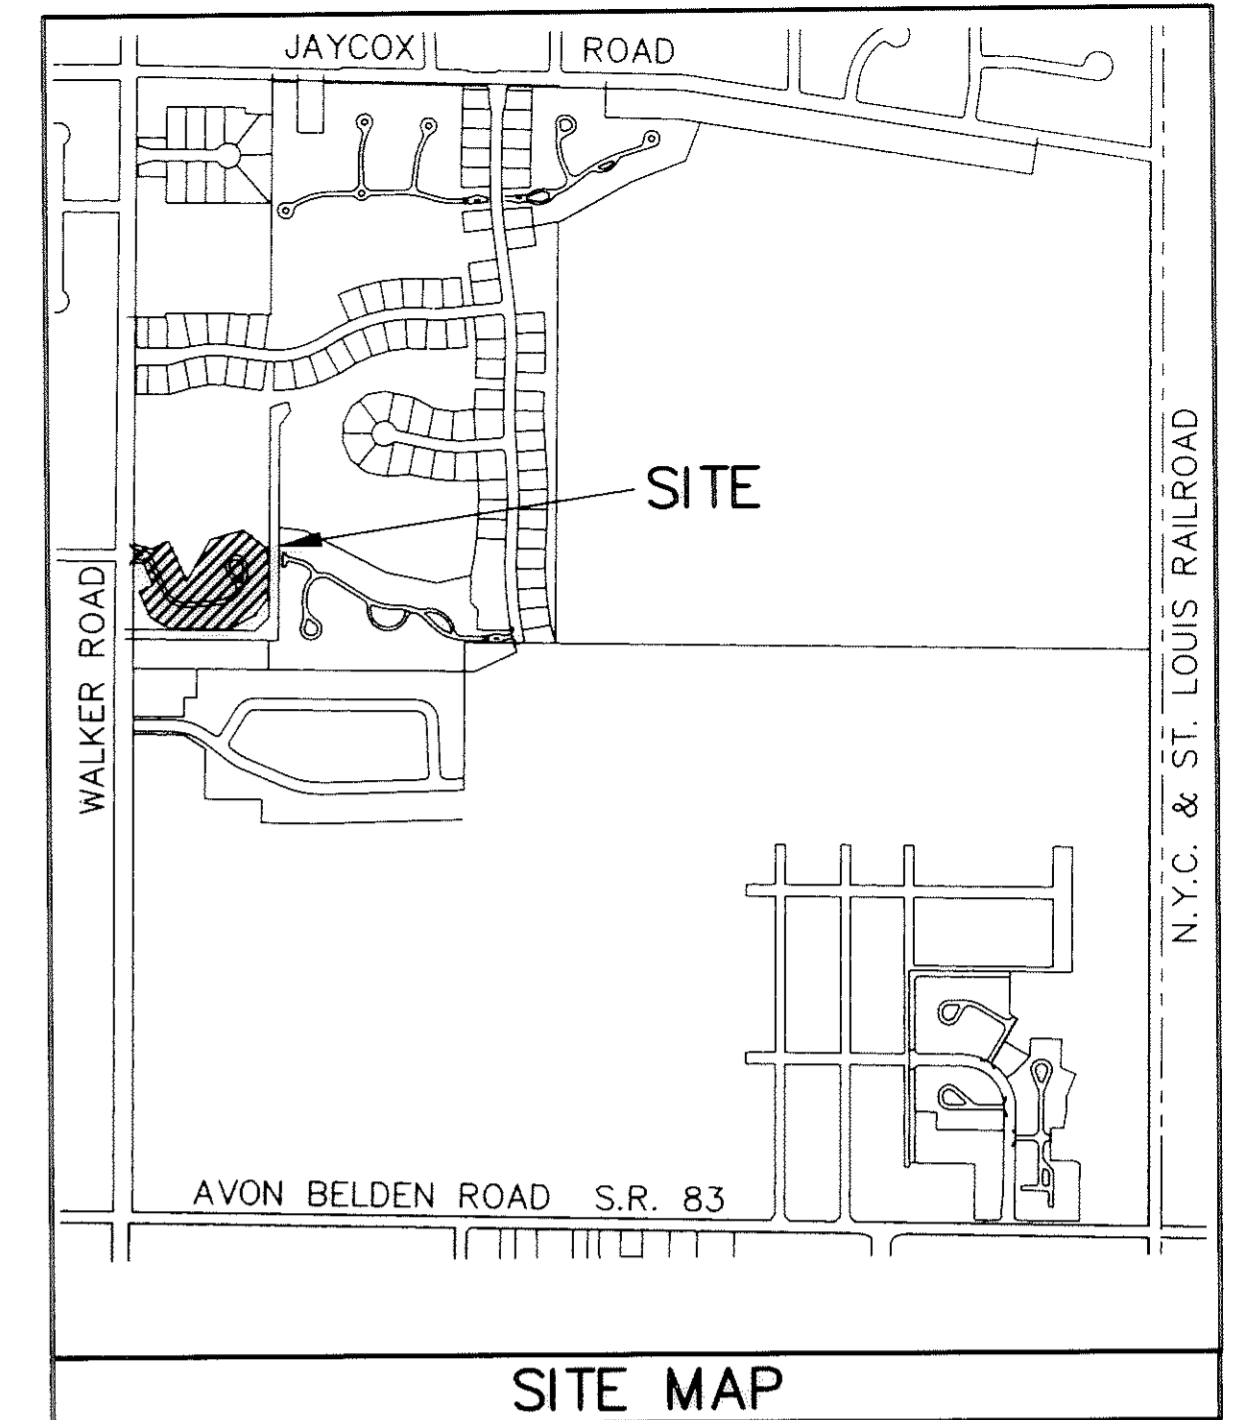 JAYCOX ROAD
SITE
WALKER ROAD
N.Y.C. & ST. LOUIS RAILROAD
AVON BELDEN ROAD S.R. 83
SITE MAP